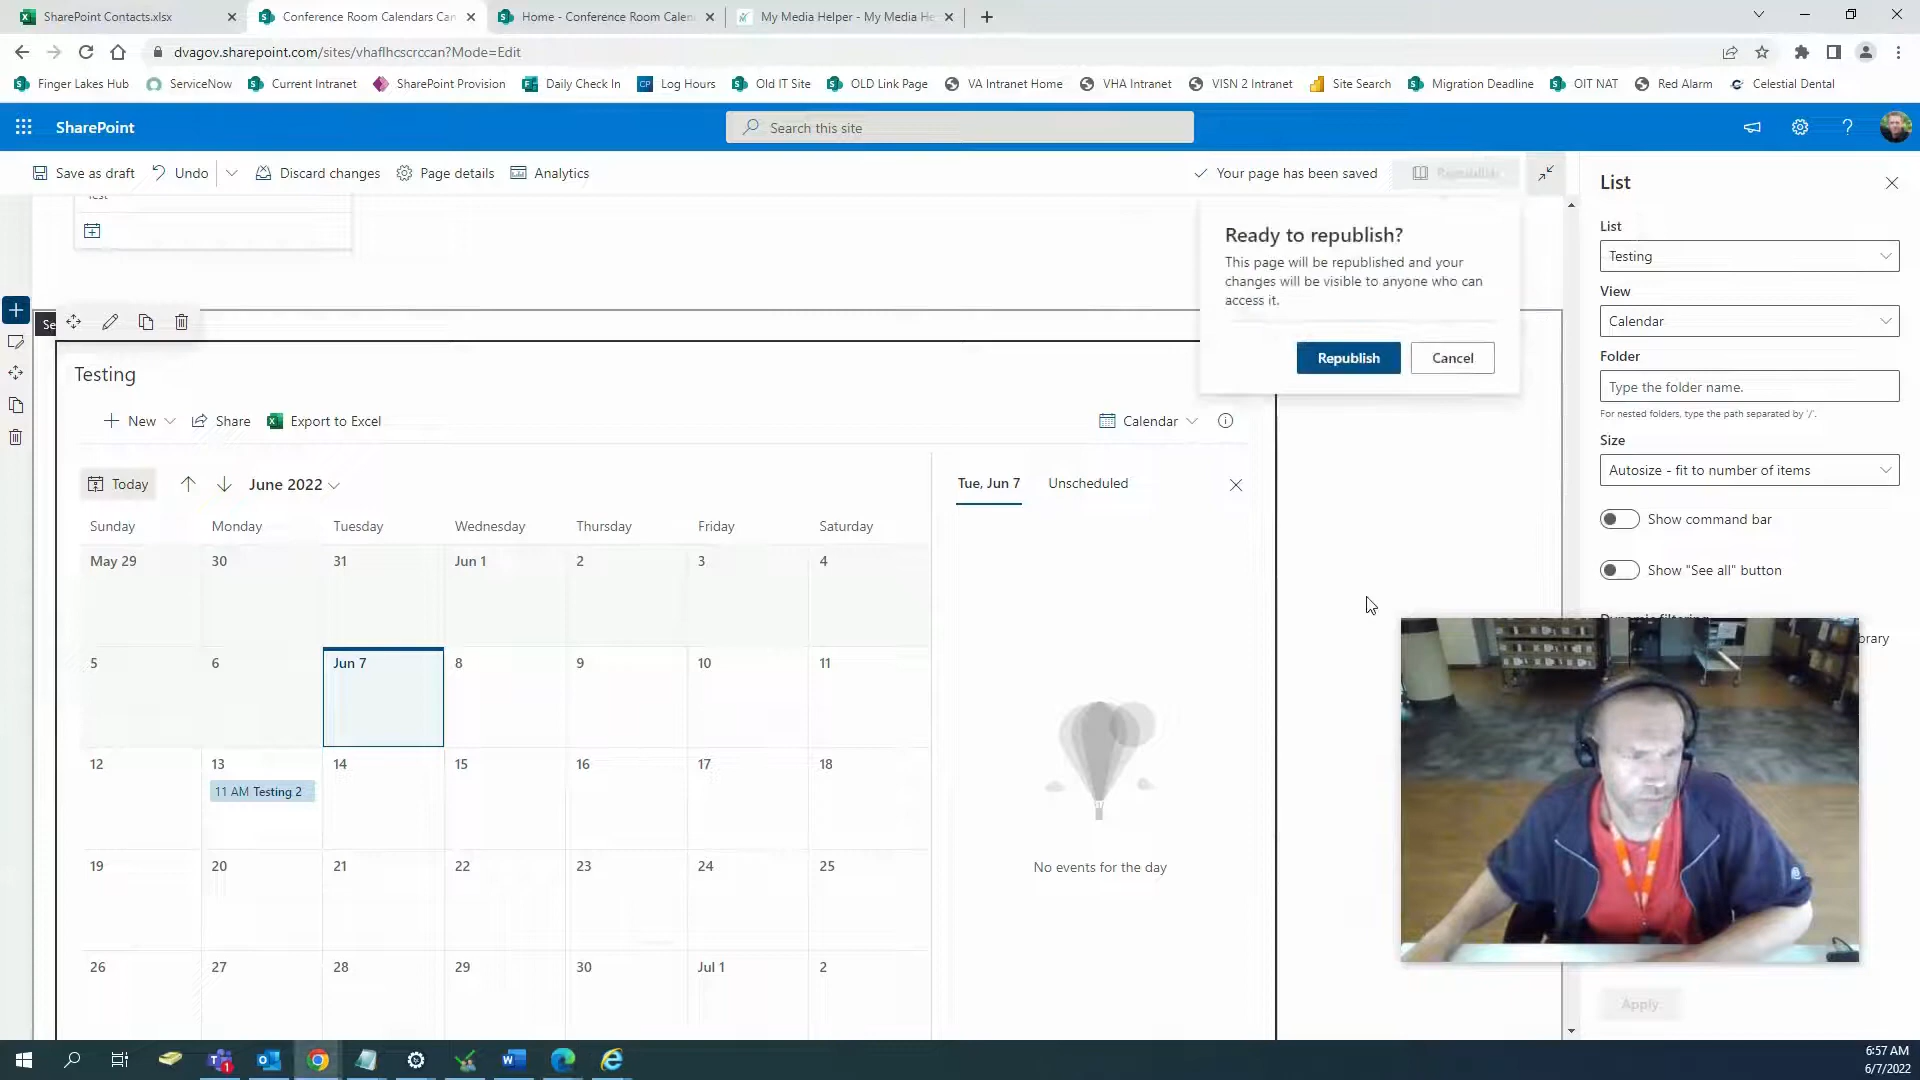 SharePoint Contacts.xlsx
Conference Room Calendars Can
Home - Conference Room Calen
My Media Helper - My Media He
dvagov.sharepoint.com/sites/vhaflhcscrccan?Mode=Edit
Finger Lakes Hub
ServiceNow
Current Intranet
SharePoint Provision
Daily Check In
CP
Log Hours
Old IT Site
OLD Link Page
VA Intranet Home
VHA Intranet
VISN 2 Intranet
Site Search
Migration Deadline
OIT NAT
Red Alarm
Celestial Dental
SharePoint
Search this site
Save as draft
Undo
Discard changes
Page details
Analytics
Your page has been saved
Republish
Test
Ready to republish?
This page will be republished and your
changes will be visible to anyone who can
access it.
Republish
Cancel
Se
Testing
New
Share
Export to Excel
Calendar
Today
June 2022
Tue, Jun 7
Unscheduled
Sunday
Monday
Tuesday
Wednesday
Thursday
Friday
Saturday
May 29
30
31
Jun 1
2
3
4
5
6
Jun 7
8
9
10
11
12
13
14
15
16
17
18
11 AM Testing 2
No events for the day
19
20
21
22
23
24
25
26
27
28
29
30
Jul 1
2
List
List
Testing
View
Calendar
Folder
Type the folder name.
For nested folders, type the path separated by '/'.
Size
Autosize - fit to number of items
Show command bar
Show "See all" button
Dynamic filtering
brary
Apply
6:57 AM
6/7/2022